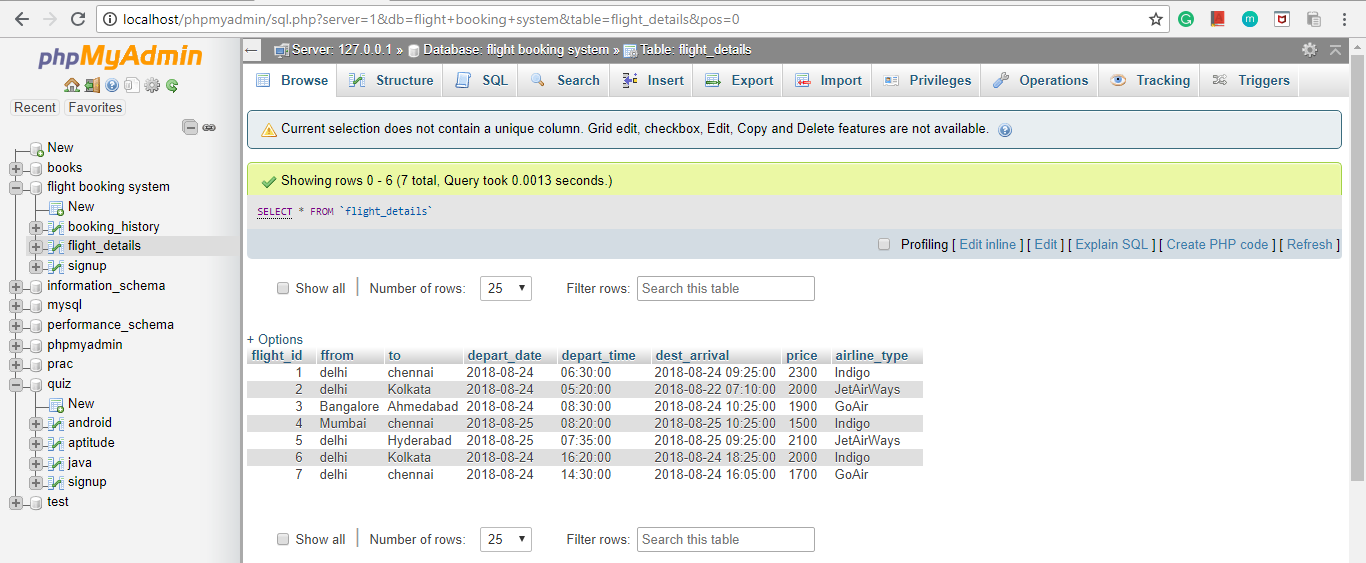 localhost/phpmyadmin/sql.php?server=1&db=flight+booking+system&table=flight_details&pos=0
phpMyAdmin
Recent Favorites
New
books
flight booking system
New
booking_history
flight_details
signup
information_schema
mysql
performance_schema
phpmyadmin
prac
quiz
New
android
aptitude
java
signup
test
Server: 127.0.0.1 » Database: flight booking system » Table: flight_details
Browse Structure SQL Search Insert Export Import Privileges Operations Tracking Triggers
Current selection does not contain a unique column. Grid edit, checkbox, Edit, Copy and Delete features are not available.
Showing rows 0 - 6 (7 total, Query took 0.0013 seconds.)
SELECT * FROM `flight_details`
Profiling [ Edit inline ] [ Edit ] [ Explain SQL ] [ Create PHP code ] [ Refresh ]
Show all | Number of rows: 25 Filter rows: Search this table
+ Options
flight_id ffrom to depart_date depart_time dest_arrival price airline_type
1 delhi chennai 2018-08-24 06:30:00 2018-08-24 09:25:00 2300 Indigo
2 delhi Kolkata 2018-08-24 05:20:00 2018-08-22 07:10:00 2000 JetAirWays
3 Bangalore Ahmedabad 2018-08-24 08:30:00 2018-08-24 10:25:00 1900 GoAir
4 Mumbai chennai 2018-08-25 08:20:00 2018-08-25 10:25:00 1500 Indigo
5 delhi Hyderabad 2018-08-25 07:35:00 2018-08-25 09:25:00 2100 JetAirWays
6 delhi Kolkata 2018-08-24 16:20:00 2018-08-24 18:25:00 2000 Indigo
7 delhi chennai 2018-08-24 14:30:00 2018-08-24 16:05:00 1700 GoAir
Show all | Number of rows: 25 Filter rows: Search this table